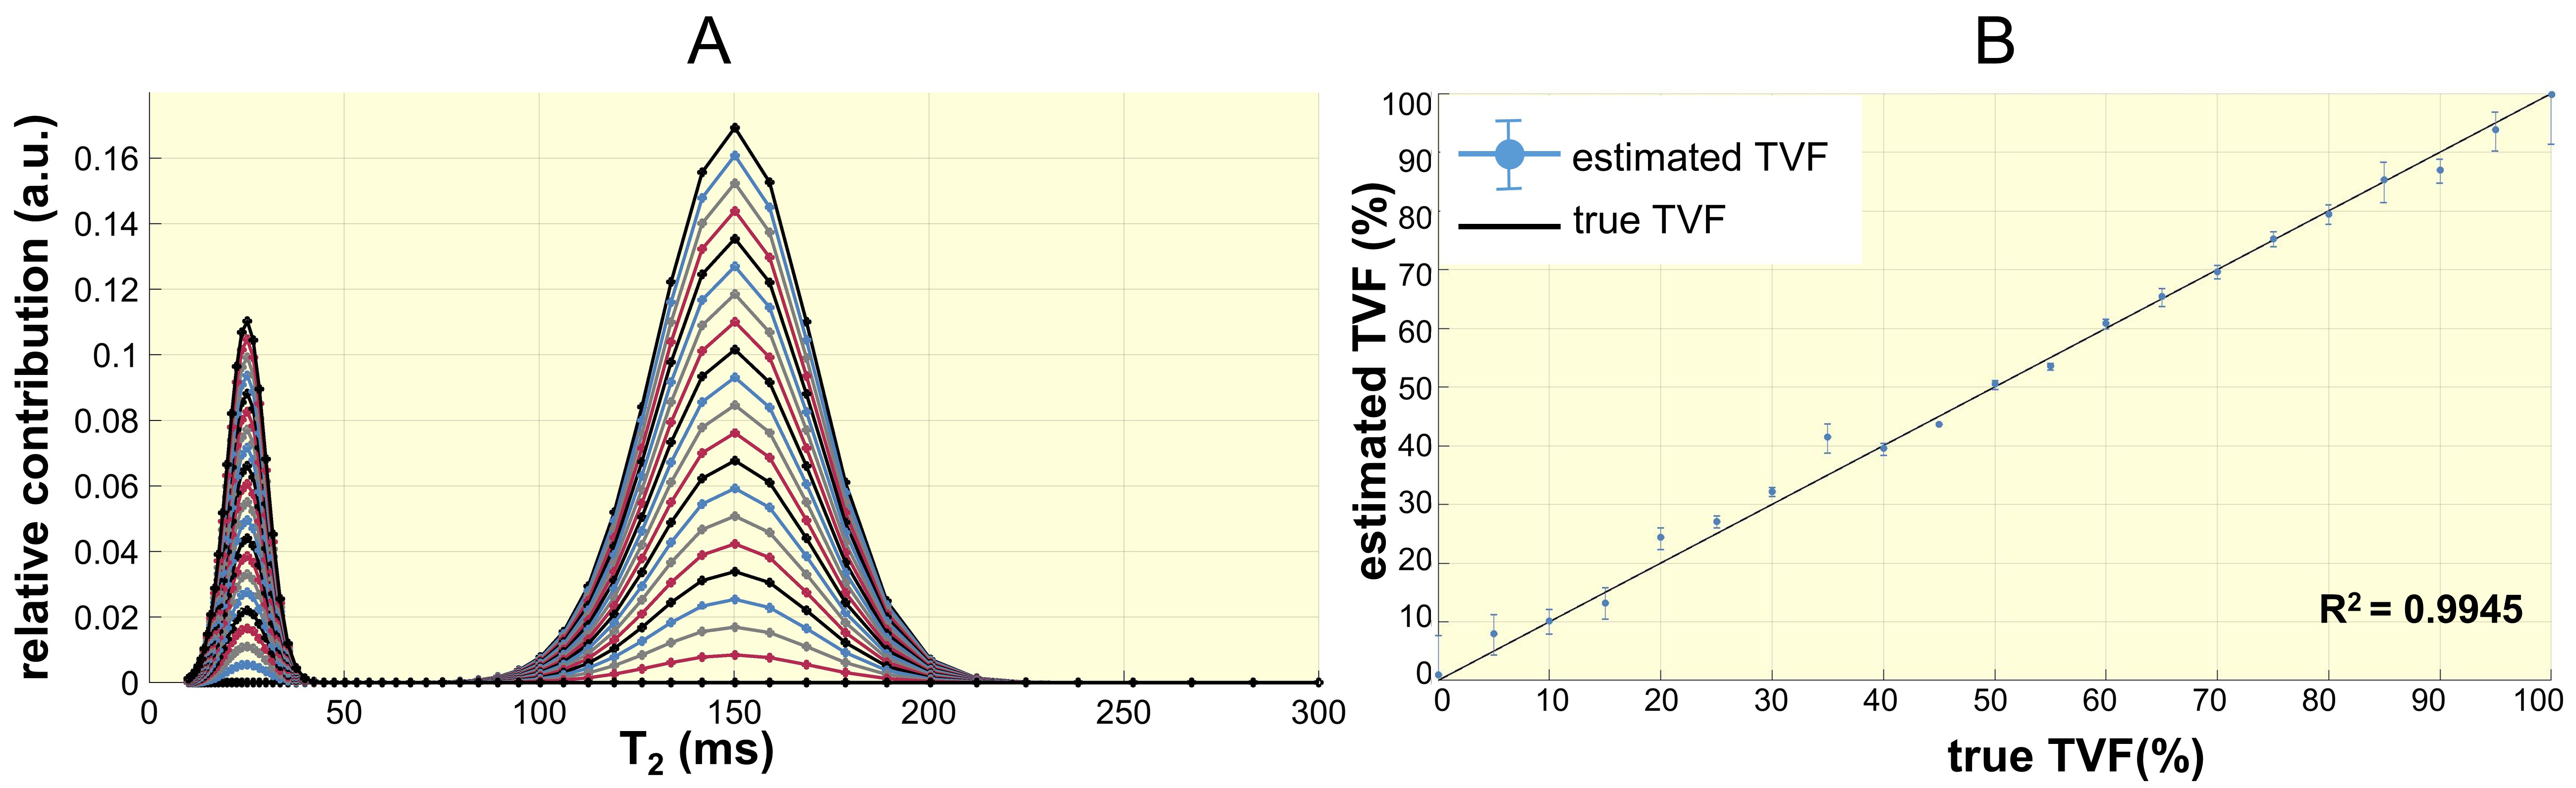 A
B
relative contribution (a.u.)
0.16
0.14
0.12
0.1
0.08
0.06
0.04
0.02
0
0 50 100 150 200 250 300
T₂ (ms)
estimated TVF (%)
100
90
80
70
60
50
40
30
20
10
0
estimated TVF
true TVF
R² = 0.9945
0 10 20 30 40 50 60 70 80 90 100
true TVF(%)